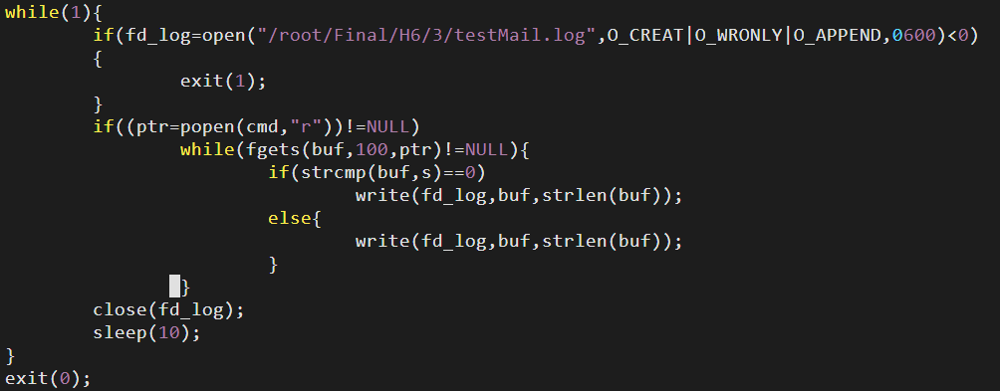 while(1){
        if(fd_log=open("/root/Final/H6/3/testMail.log",O_CREAT|O_WRONLY|O_APPEND,0600)<0)
        {
                exit(1);
        }
        if((ptr=popen(cmd,"r"))!=NULL)
                while(fgets(buf,100,ptr)!=NULL){
                        if(strcmp(buf,s)==0)
                                write(fd_log,buf,strlen(buf));
                        else{
                                write(fd_log,buf,strlen(buf));
                        }
                }
        close(fd_log);
        sleep(10);
}
exit(0);